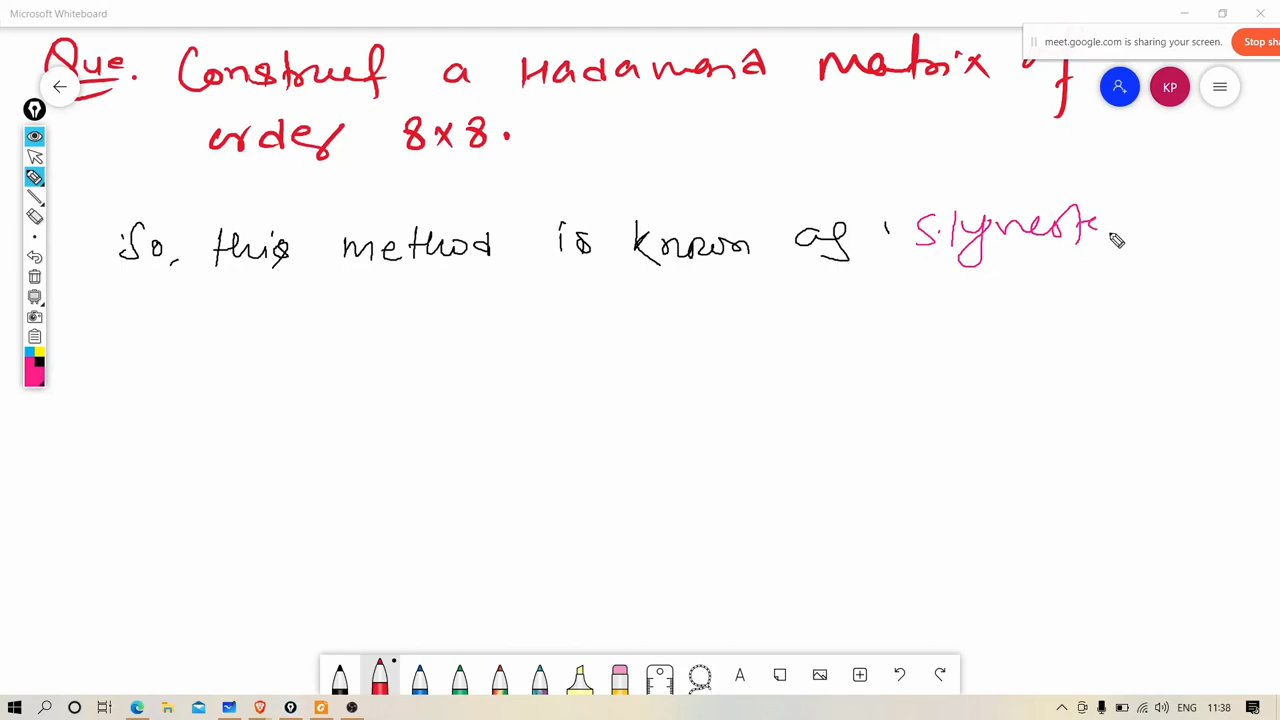 Microsoft Whiteboard
meet.google.com is sharing your screen.
Stop sha
Que. Construct a Hadamard matrix of
KP
order 8×8.
So, this method is known as 'Slyveste
A
ENG
11:38